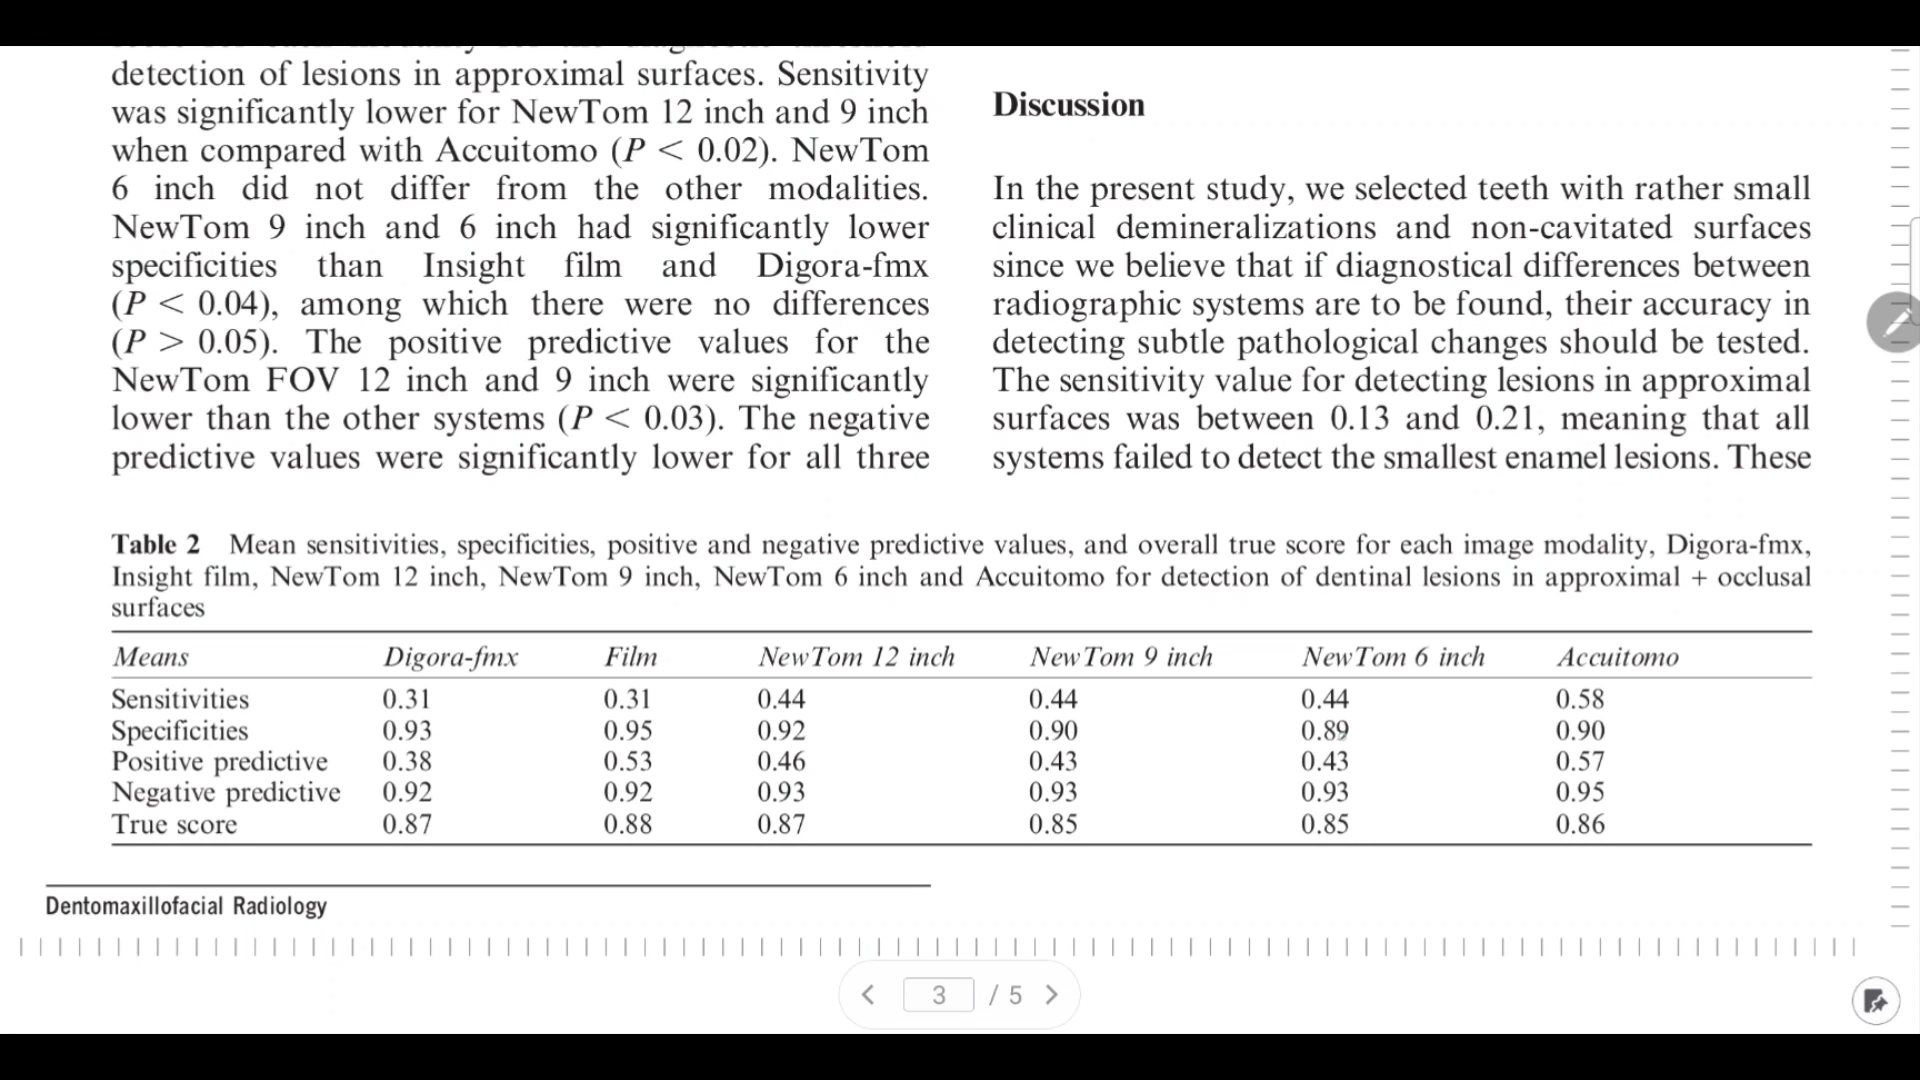 detection of lesions in approximal surfaces. Sensitivity
was significantly lower for NewTom 12 inch and 9 inch
when compared with Accuitomo (P < 0.02). NewTom
6 inch did not differ from the other modalities.
NewTom 9 inch and 6 inch had significantly lower
specificities than Insight film and Digora-fmx
(P < 0.04), among which there were no differences
(P > 0.05). The positive predictive values for the
NewTom FOV 12 inch and 9 inch were significantly
lower than the other systems (P < 0.03). The negative
predictive values were significantly lower for all three
Discussion
In the present study, we selected teeth with rather small
clinical demineralizations and non-cavitated surfaces
since we believe that if diagnostical differences between
radiographic systems are to be found, their accuracy in
detecting subtle pathological changes should be tested.
The sensitivity value for detecting lesions in approximal
surfaces was between 0.13 and 0.21, meaning that all
systems failed to detect the smallest enamel lesions. These
Table 2 Mean sensitivities, specificities, positive and negative predictive values, and overall true score for each image modality, Digora-fmx,
Insight film, NewTom 12 inch, NewTom 9 inch, NewTom 6 inch and Accuitomo for detection of dentinal lesions in approximal + occlusal
surfaces
Means Digora-fmx Film NewTom 12 inch NewTom 9 inch NewTom 6 inch Accuitomo
Sensitivities 0.31 0.31 0.44 0.44 0.44 0.58
Specificities 0.93 0.95 0.92 0.90 0.89 0.90
Positive predictive 0.38 0.53 0.46 0.43 0.43 0.57
Negative predictive 0.92 0.92 0.93 0.93 0.93 0.95
True score 0.87 0.88 0.87 0.85 0.85 0.86
Dentomaxillofacial Radiology
3 / 5